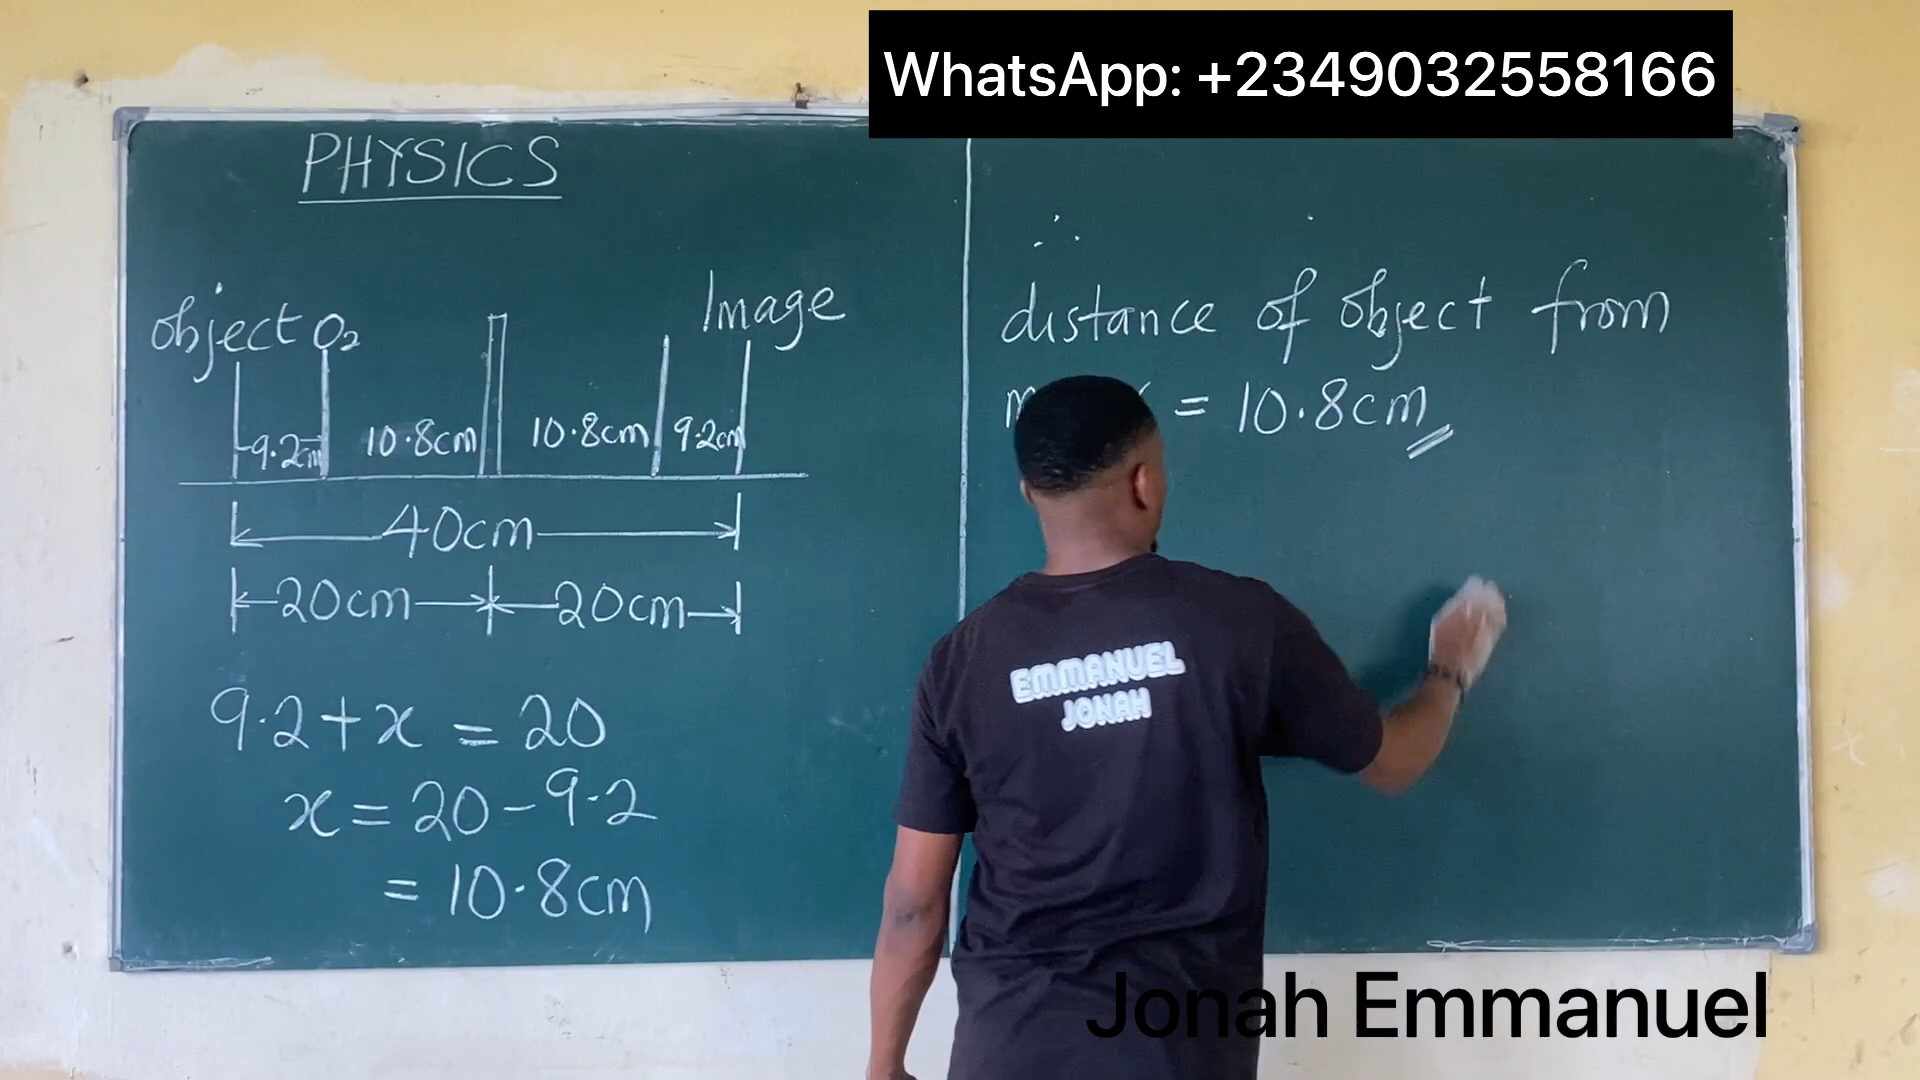 WhatsApp: +2349032558166
PHYSICS
object O₂ Image
9.2cm 10.8cm 10.8cm 9.2cm
40cm
20cm 20cm
9.2+x = 20
x = 20-9.2
= 10.8cm
∴
distance of object from
= 10.8cm
EMMANUEL
JONAH
Jonah Emmanuel